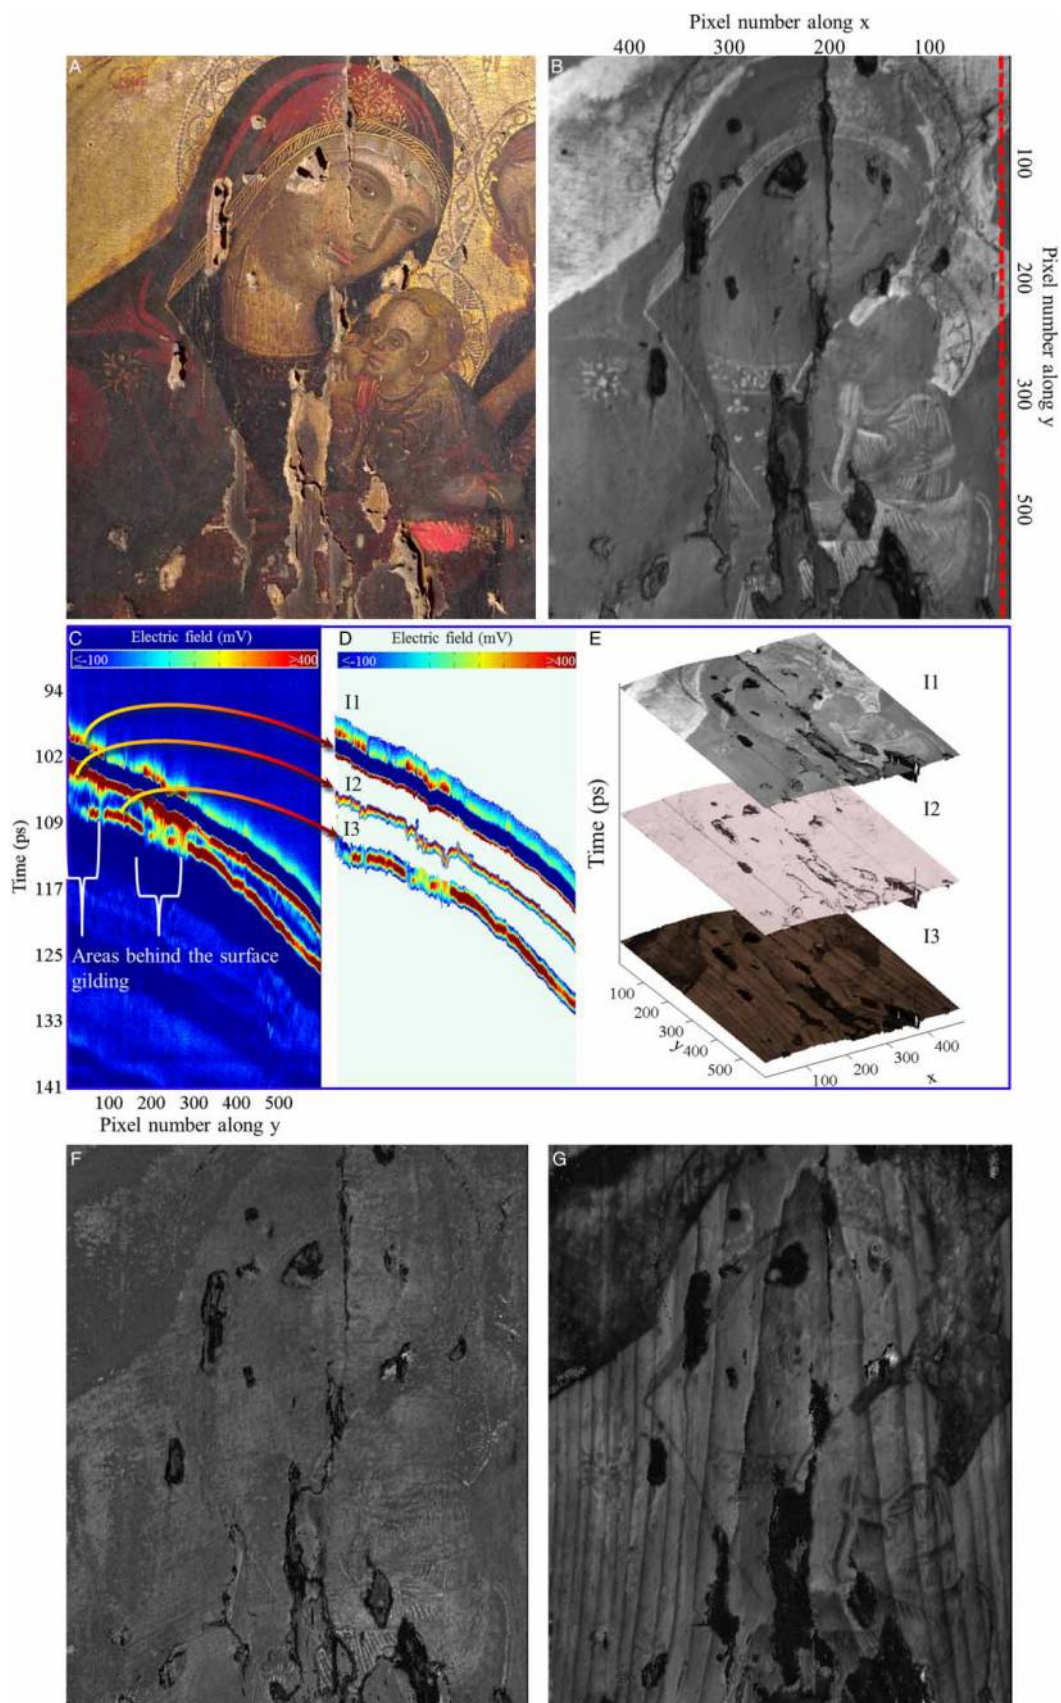 Pixel number along x
400 300 200 100
A
B
100
200
300
500
Pixel number along y
C
Electric field (mV)
≤-100
≥400
D
Electric field (mV)
≤-100
≥400
E
94
102
109
117
125
133
141
Time (ps)
I1
I2
I3
Areas behind the surface
gilding
100 200 300 400 500
Pixel number along y
I1
I2
I3
Time (ps)
100
200
300
400
500
y
100
200
300
400
x
F
G